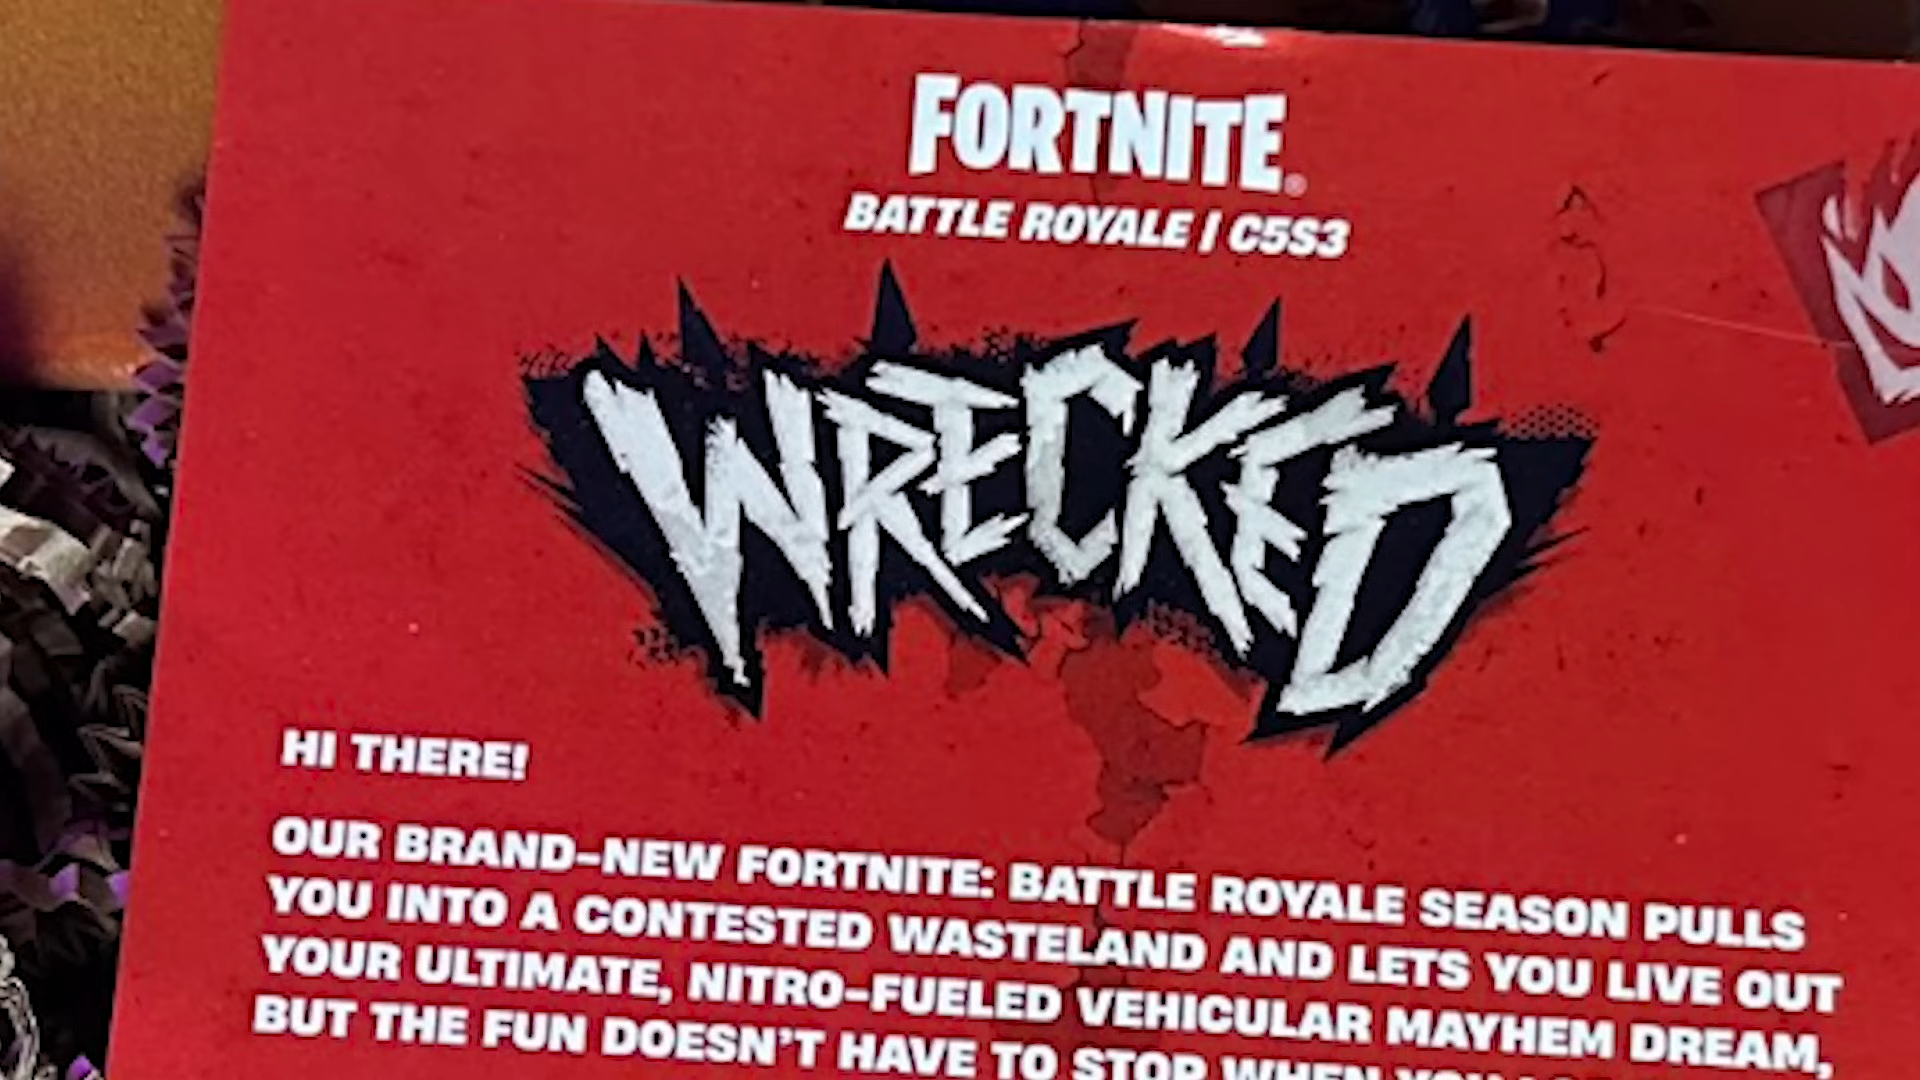 FORTNITE®
BATTLE ROYALE / C5S3
WRECKED
HI THERE!
OUR BRAND-NEW FORTNITE: BATTLE ROYALE SEASON PULLS
YOU INTO A CONTESTED WASTELAND AND LETS YOU LIVE OUT
YOUR ULTIMATE, NITRO-FUELED VEHICULAR MAYHEM DREAM,
BUT THE FUN DOESN'T HAVE TO STOP WHEN